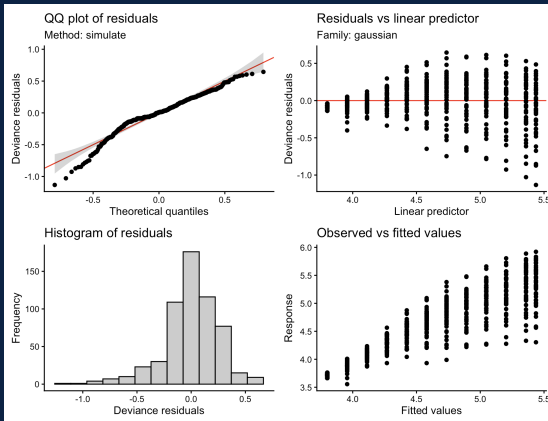 QQ plot of residuals
Method: simulate
Deviance residuals
1.0
0.5
0.0
-0.5
-1.0
-0.5
0.0
0.5
Theoretical quantiles
Residuals vs linear predictor
Family: gaussian
Deviance residuals
0.5
0.0
-0.5
-1.0
4.0
4.5
5.0
5.5
Linear predictor
Histogram of residuals
Frequency
150
100
50
0
-1.0
-0.5
0.0
0.5
Deviance residuals
Observed vs fitted values
Response
6.0
5.5
5.0
4.5
4.0
3.5
4.0
4.5
5.0
5.5
Fitted values